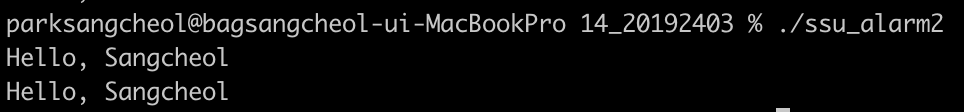 parksangcheol@bagsangcheol-ui-MacBookPro 14_20192403 % ./ssu_alarm2
Hello, Sangcheol
Hello, Sangcheol